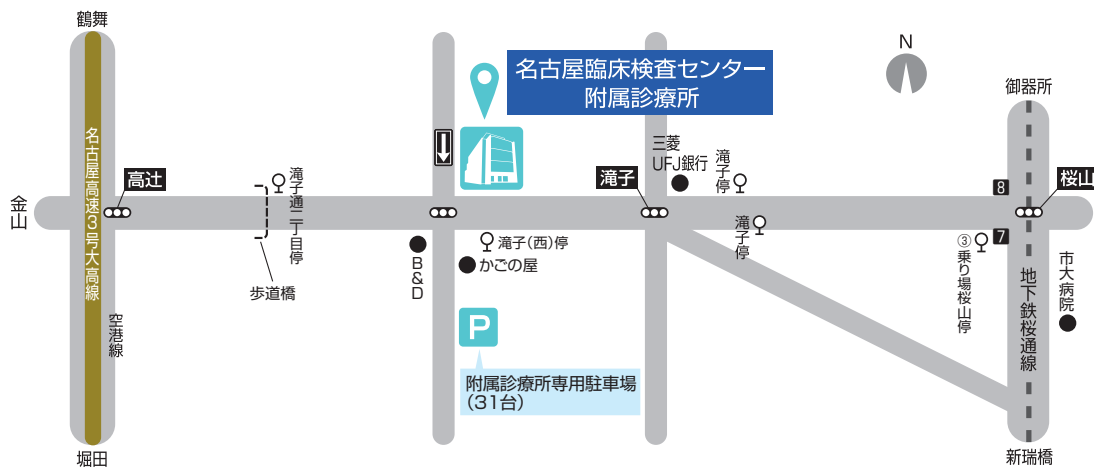 鶴舞
名古屋臨床検査センター
附属診療所
N
御器所
名古屋高速3号大高線
高辻
滝子通二丁目停
三菱
UFJ銀行
滝子停
滝子
8
桜山
金山
滝子停
7
滝子(西)停
B&D
かごの屋
③乗り場桜山停
市大病院
歩道橋
地下鉄桜通線
空港線
P
附属診療所専用駐車場
(31台)
堀田
新瑞橋